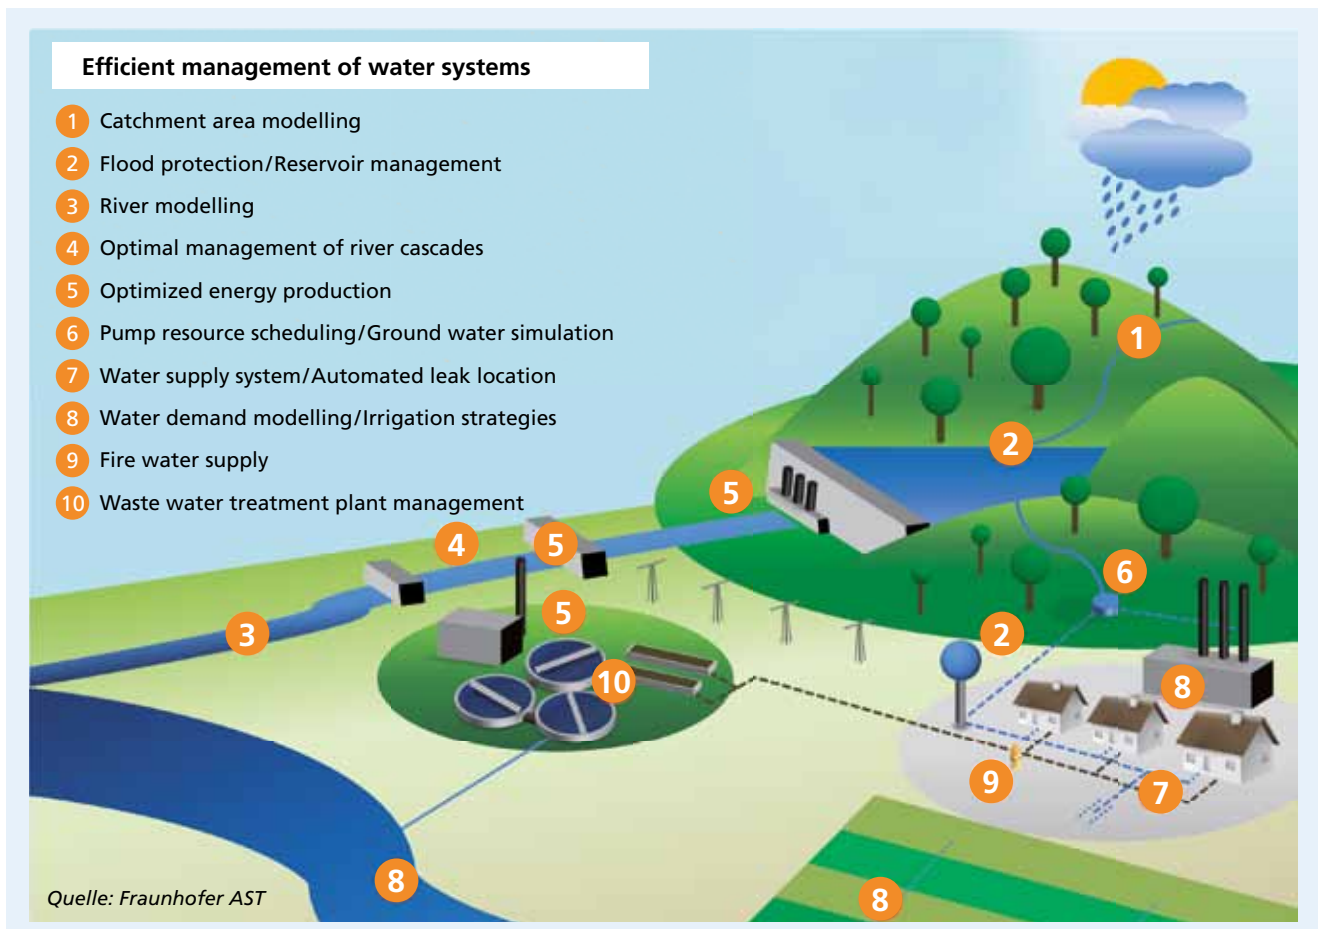 Efficient management of water systems
1 Catchment area modelling
2 Flood protection/Reservoir management
3 River modelling
4 Optimal management of river cascades
5 Optimized energy production
6 Pump resource scheduling/Ground water simulation
7 Water supply system/Automated leak location
8 Water demand modelling/Irrigation strategies
9 Fire water supply
10 Waste water treatment plant management
1
2
5
4
5
6
5
3
2
10
8
9
7
8
8
Quelle: Fraunhofer AST